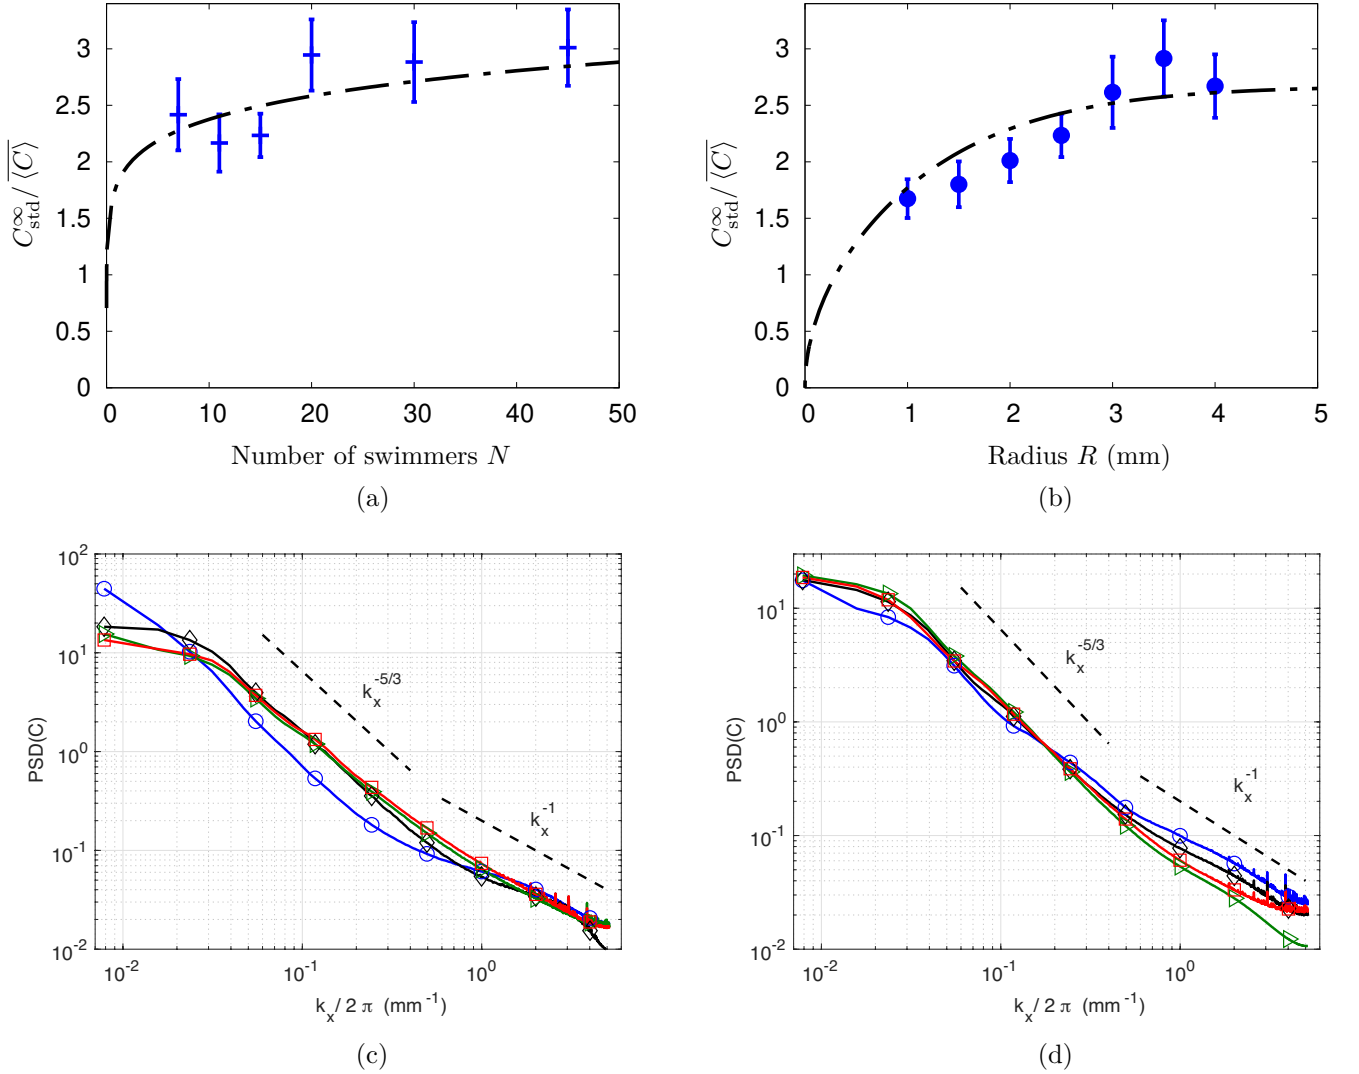 3
2.5
2
1.5
1
0.5
0
0 10 20 30 40 50
C_std^∞ / \overline{⟨C⟩}
Number of swimmers N
(a)
3
2.5
2
1.5
1
0.5
0
0 1 2 3 4 5
C_std^∞ / \overline{⟨C⟩}
Radius R (mm)
(b)
10^2
10^1
10^0
10^-1
10^-2
10^-2 10^-1 10^0
PSD(C)
k_x^-5/3
k_x^-1
k_x / 2 π (mm^-1)
(c)
10^1
10^0
10^-1
10^-2
10^-2 10^-1 10^0
PSD(C)
k_x^-5/3
k_x^-1
k_x / 2 π (mm^-1)
(d)